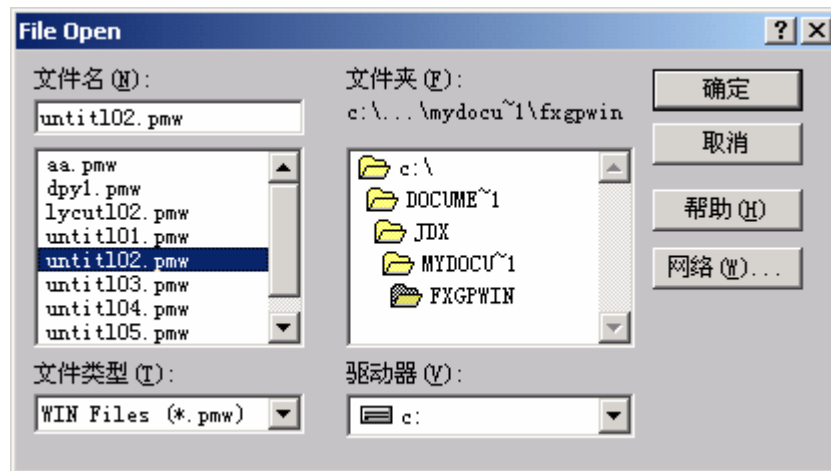 File Open
文件名(N):
untitl02.pmw
aa.pmw
dpy1.pmw
lycutl02.pmw
untitl01.pmw
untitl02.pmw
untitl03.pmw
untitl04.pmw
untitl05.pmw
文件类型(T):
WIN Files (*.pmw)
文件夹(F):
c:\...\mydocu~1\fxgpwin
c:\
DOCUME~1
JDX
MYDOCU~1
FXGPWIN
驱动器(V):
c:
确定
取消
帮助(H)
网络(W)...